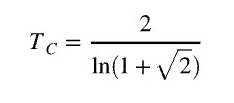 T_C = 2 / ln(1 + √2)